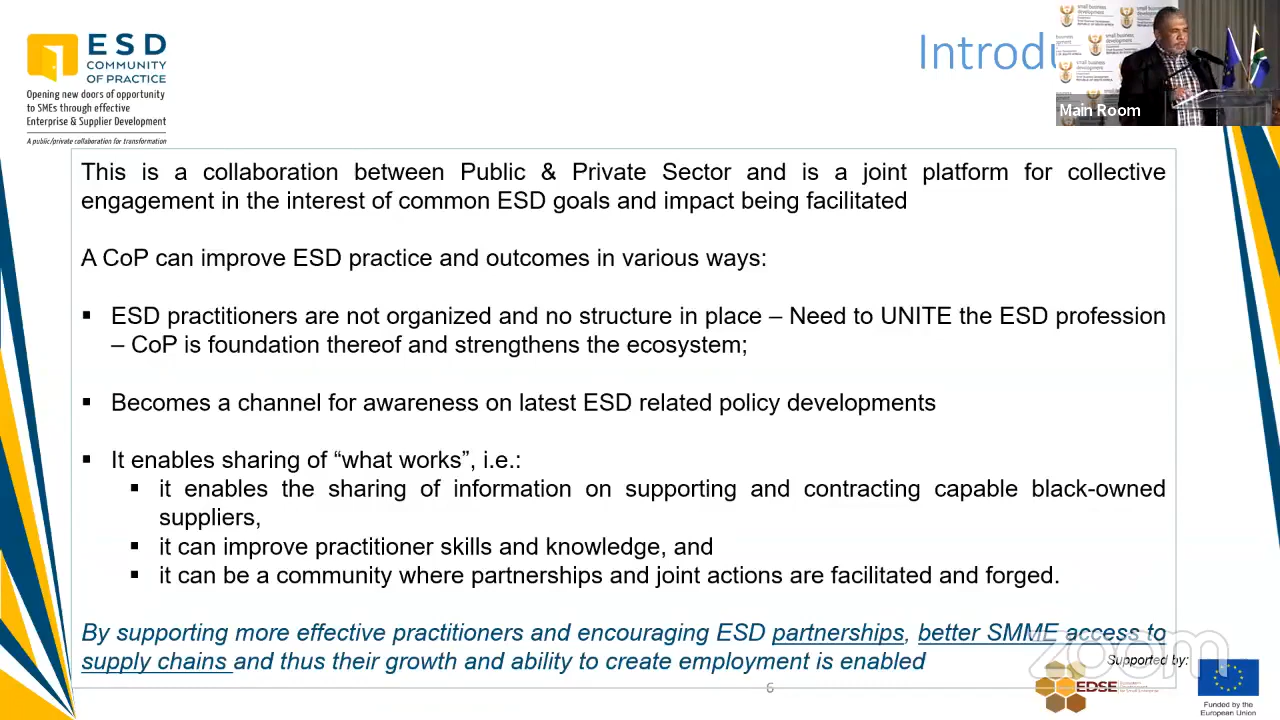 ESD
COMMUNITY
OF PRACTICE
Opening new doors of opportunity
to SMEs through effective
Enterprise & Supplier Development
A public/private collaboration for transformation
Introdu
small business
development
Main Room
This is a collaboration between Public & Private Sector and is a joint platform for collective
engagement in the interest of common ESD goals and impact being facilitated
A CoP can improve ESD practice and outcomes in various ways:
▪ ESD practitioners are not organized and no structure in place – Need to UNITE the ESD profession
– CoP is foundation thereof and strengthens the ecosystem;
▪ Becomes a channel for awareness on latest ESD related policy developments
▪ It enables sharing of “what works”, i.e.:
▪ it enables the sharing of information on supporting and contracting capable black-owned
suppliers,
▪ it can improve practitioner skills and knowledge, and
▪ it can be a community where partnerships and joint actions are facilitated and forged.
By supporting more effective practitioners and encouraging ESD partnerships, better SMME access to
supply chains and thus their growth and ability to create employment is enabled
zoom
Supported by:
6
EDSE
Funded by the
European Union